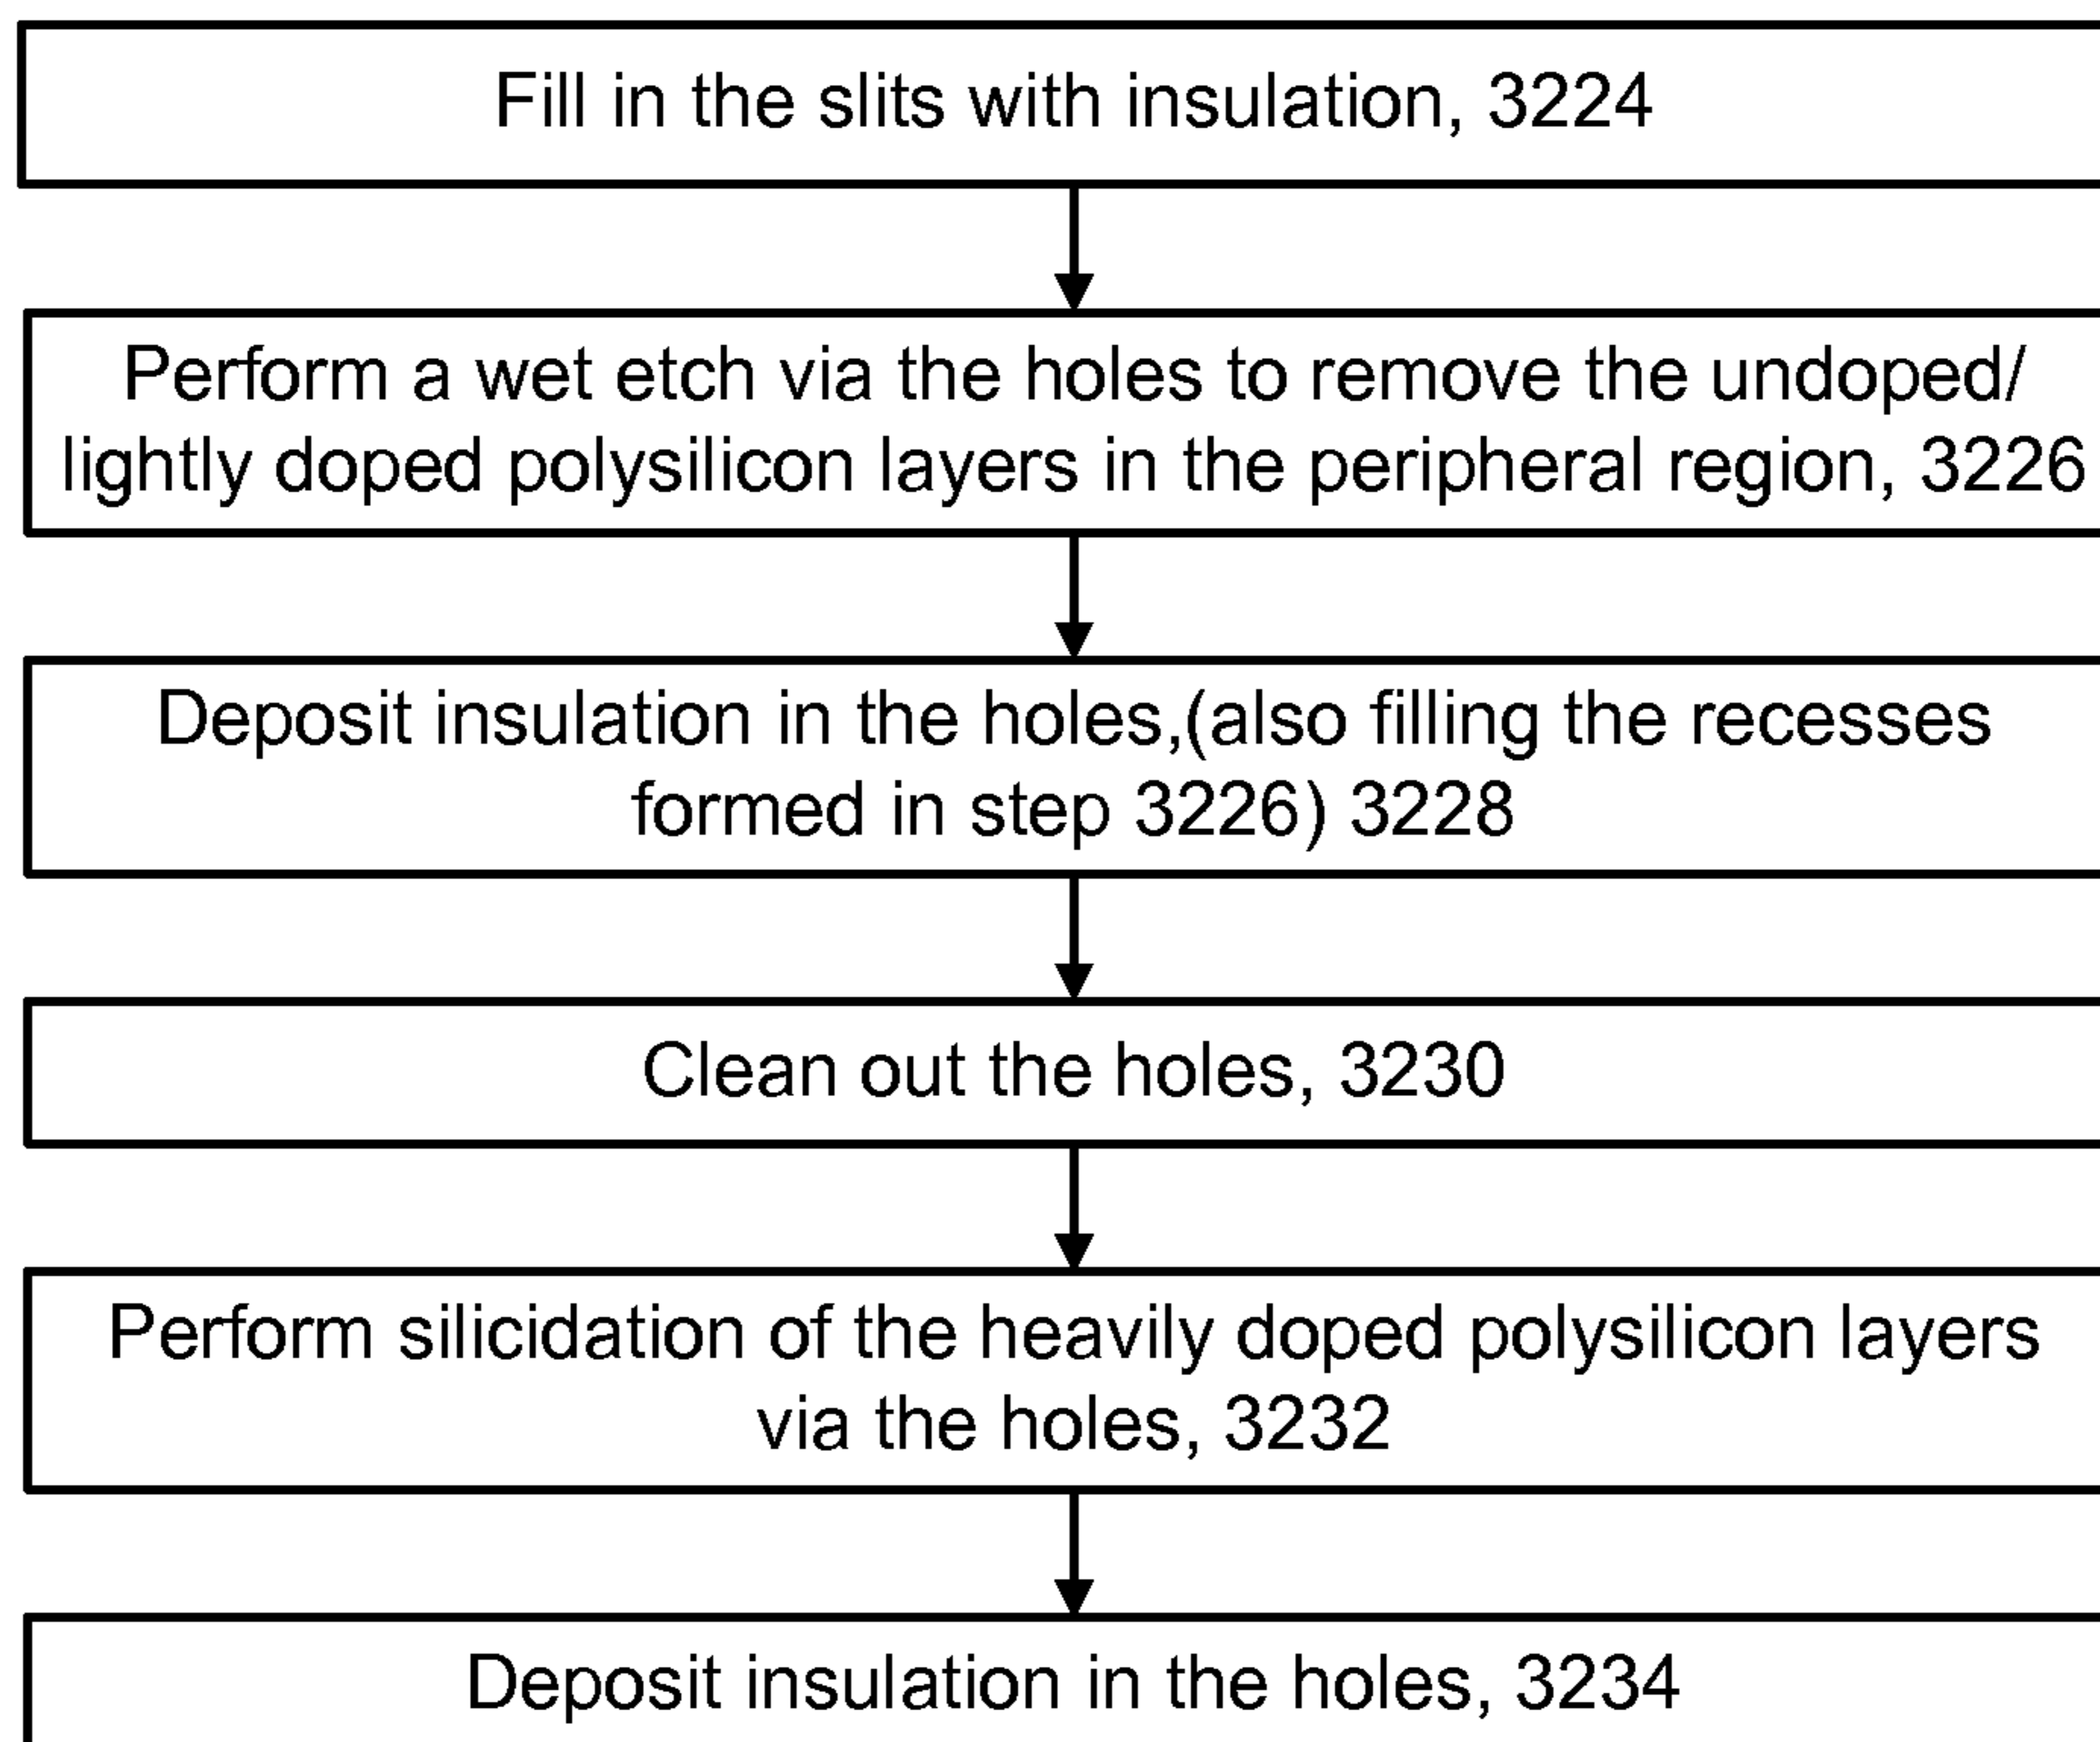 Fill in the slits with insulation, 3224
Perform a wet etch via the holes to remove the undoped/
lightly doped polysilicon layers in the peripheral region, 3226
Deposit insulation in the holes,(also filling the recesses
formed in step 3226) 3228
Clean out the holes, 3230
Perform silicidation of the heavily doped polysilicon layers
via the holes, 3232
Deposit insulation in the holes, 3234